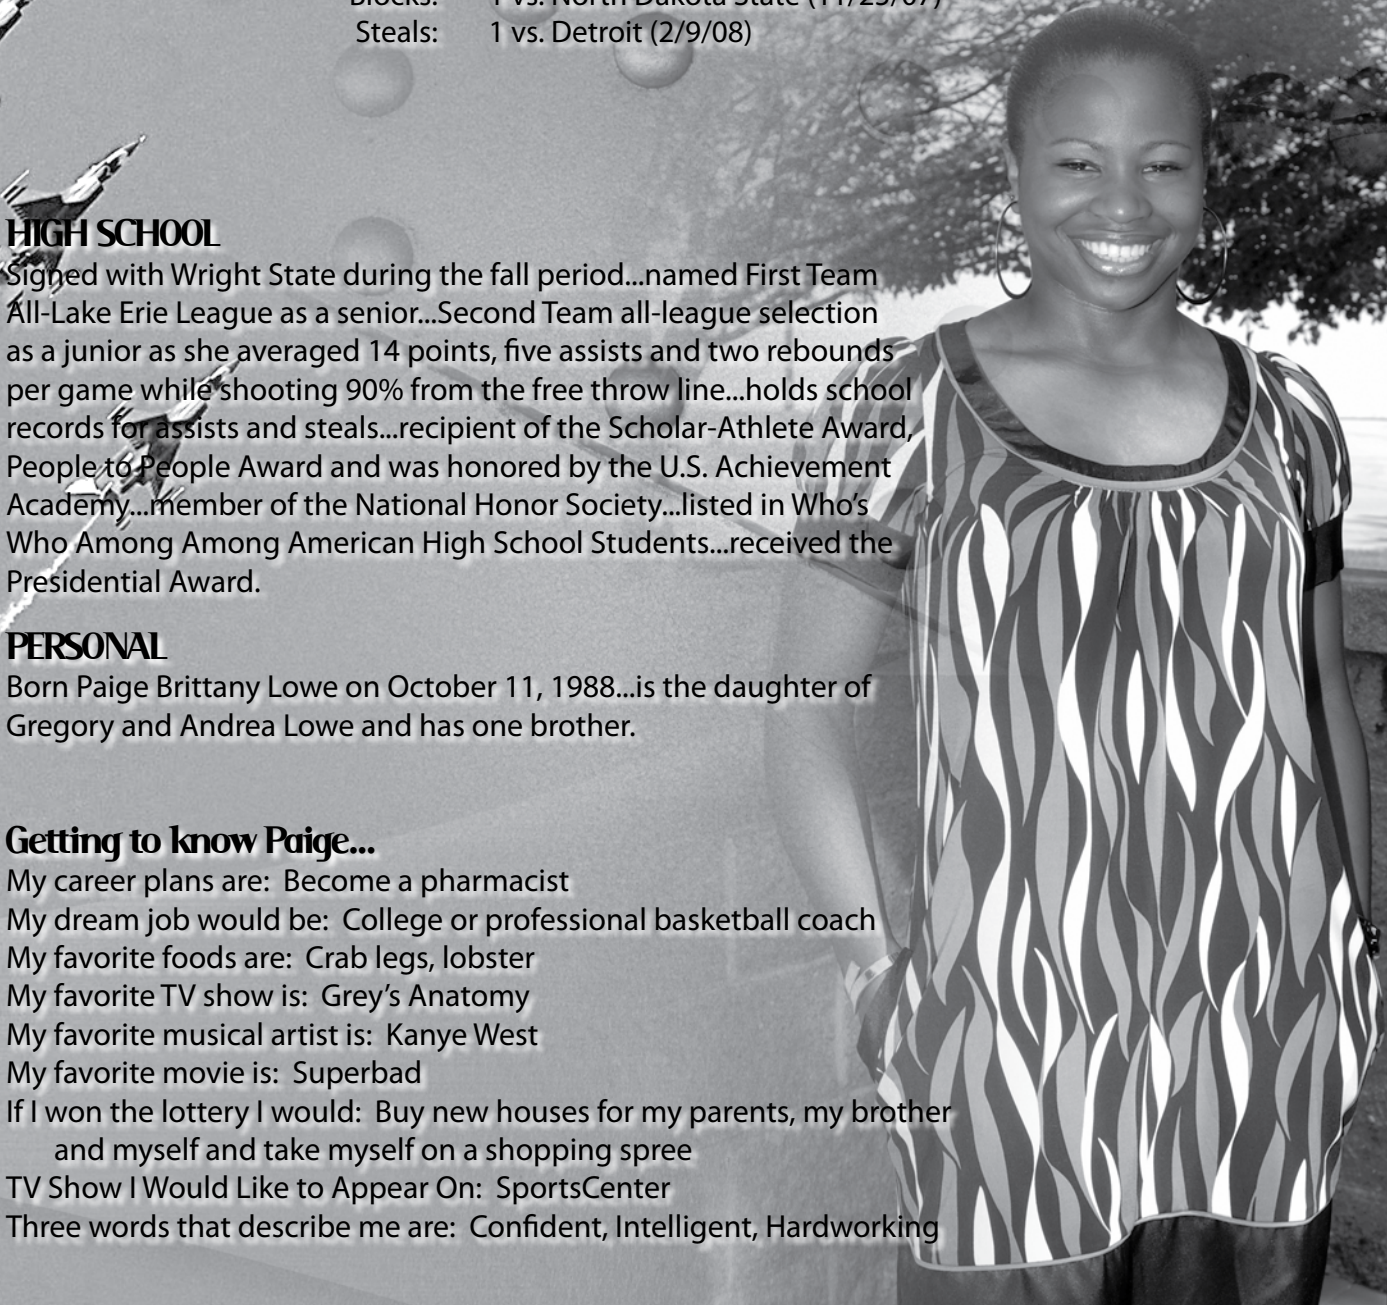 Blocks: 1 vs. North Dakota State (11/25/07)
Steals: 1 vs. Detroit (2/9/08)
HIGH SCHOOL
Signed with Wright State during the fall period...named First Team
All-Lake Erie League as a senior...Second Team all-league selection
as a junior as she averaged 14 points, five assists and two rebounds
per game while shooting 90% from the free throw line...holds school
records for assists and steals...recipient of the Scholar-Athlete Award,
People to People Award and was honored by the U.S. Achievement
Academy...member of the National Honor Society...listed in Who's
Who Among Among American High School Students...received the
Presidential Award.
PERSONAL
Born Paige Brittany Lowe on October 11, 1988...is the daughter of
Gregory and Andrea Lowe and has one brother.
Getting to know Paige...
My career plans are: Become a pharmacist
My dream job would be: College or professional basketball coach
My favorite foods are: Crab legs, lobster
My favorite TV show is: Grey's Anatomy
My favorite musical artist is: Kanye West
My favorite movie is: Superbad
If I won the lottery I would: Buy new houses for my parents, my brother
and myself and take myself on a shopping spree
TV Show I Would Like to Appear On: SportsCenter
Three words that describe me are: Confident, Intelligent, Hardworking